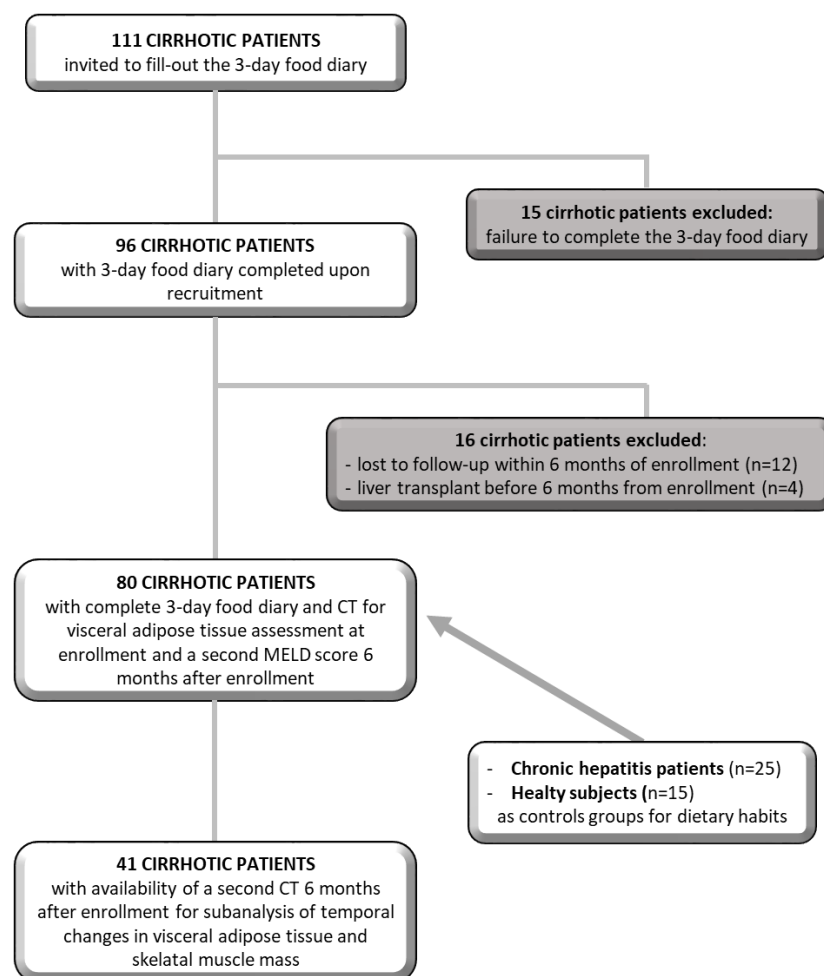 111 CIRRHOTIC PATIENTS
invited to fill-out the 3-day food diary
15 cirrhotic patients excluded:
failure to complete the 3-day food diary
96 CIRRHOTIC PATIENTS
with 3-day food diary completed upon
recruitment
16 cirrhotic patients excluded:
- lost to follow-up within 6 months of enrollment (n=12)
- liver transplant before 6 months from enrollment (n=4)
80 CIRRHOTIC PATIENTS
with complete 3-day food diary and CT for
visceral adipose tissue assessment at
enrollment and a second MELD score 6
months after enrollment
- Chronic hepatitis patients (n=25)
- Healty subjects (n=15)
as controls groups for dietary habits
41 CIRRHOTIC PATIENTS
with availability of a second CT 6 months
after enrollment for subanalysis of temporal
changes in visceral adipose tissue and
skelatal muscle mass